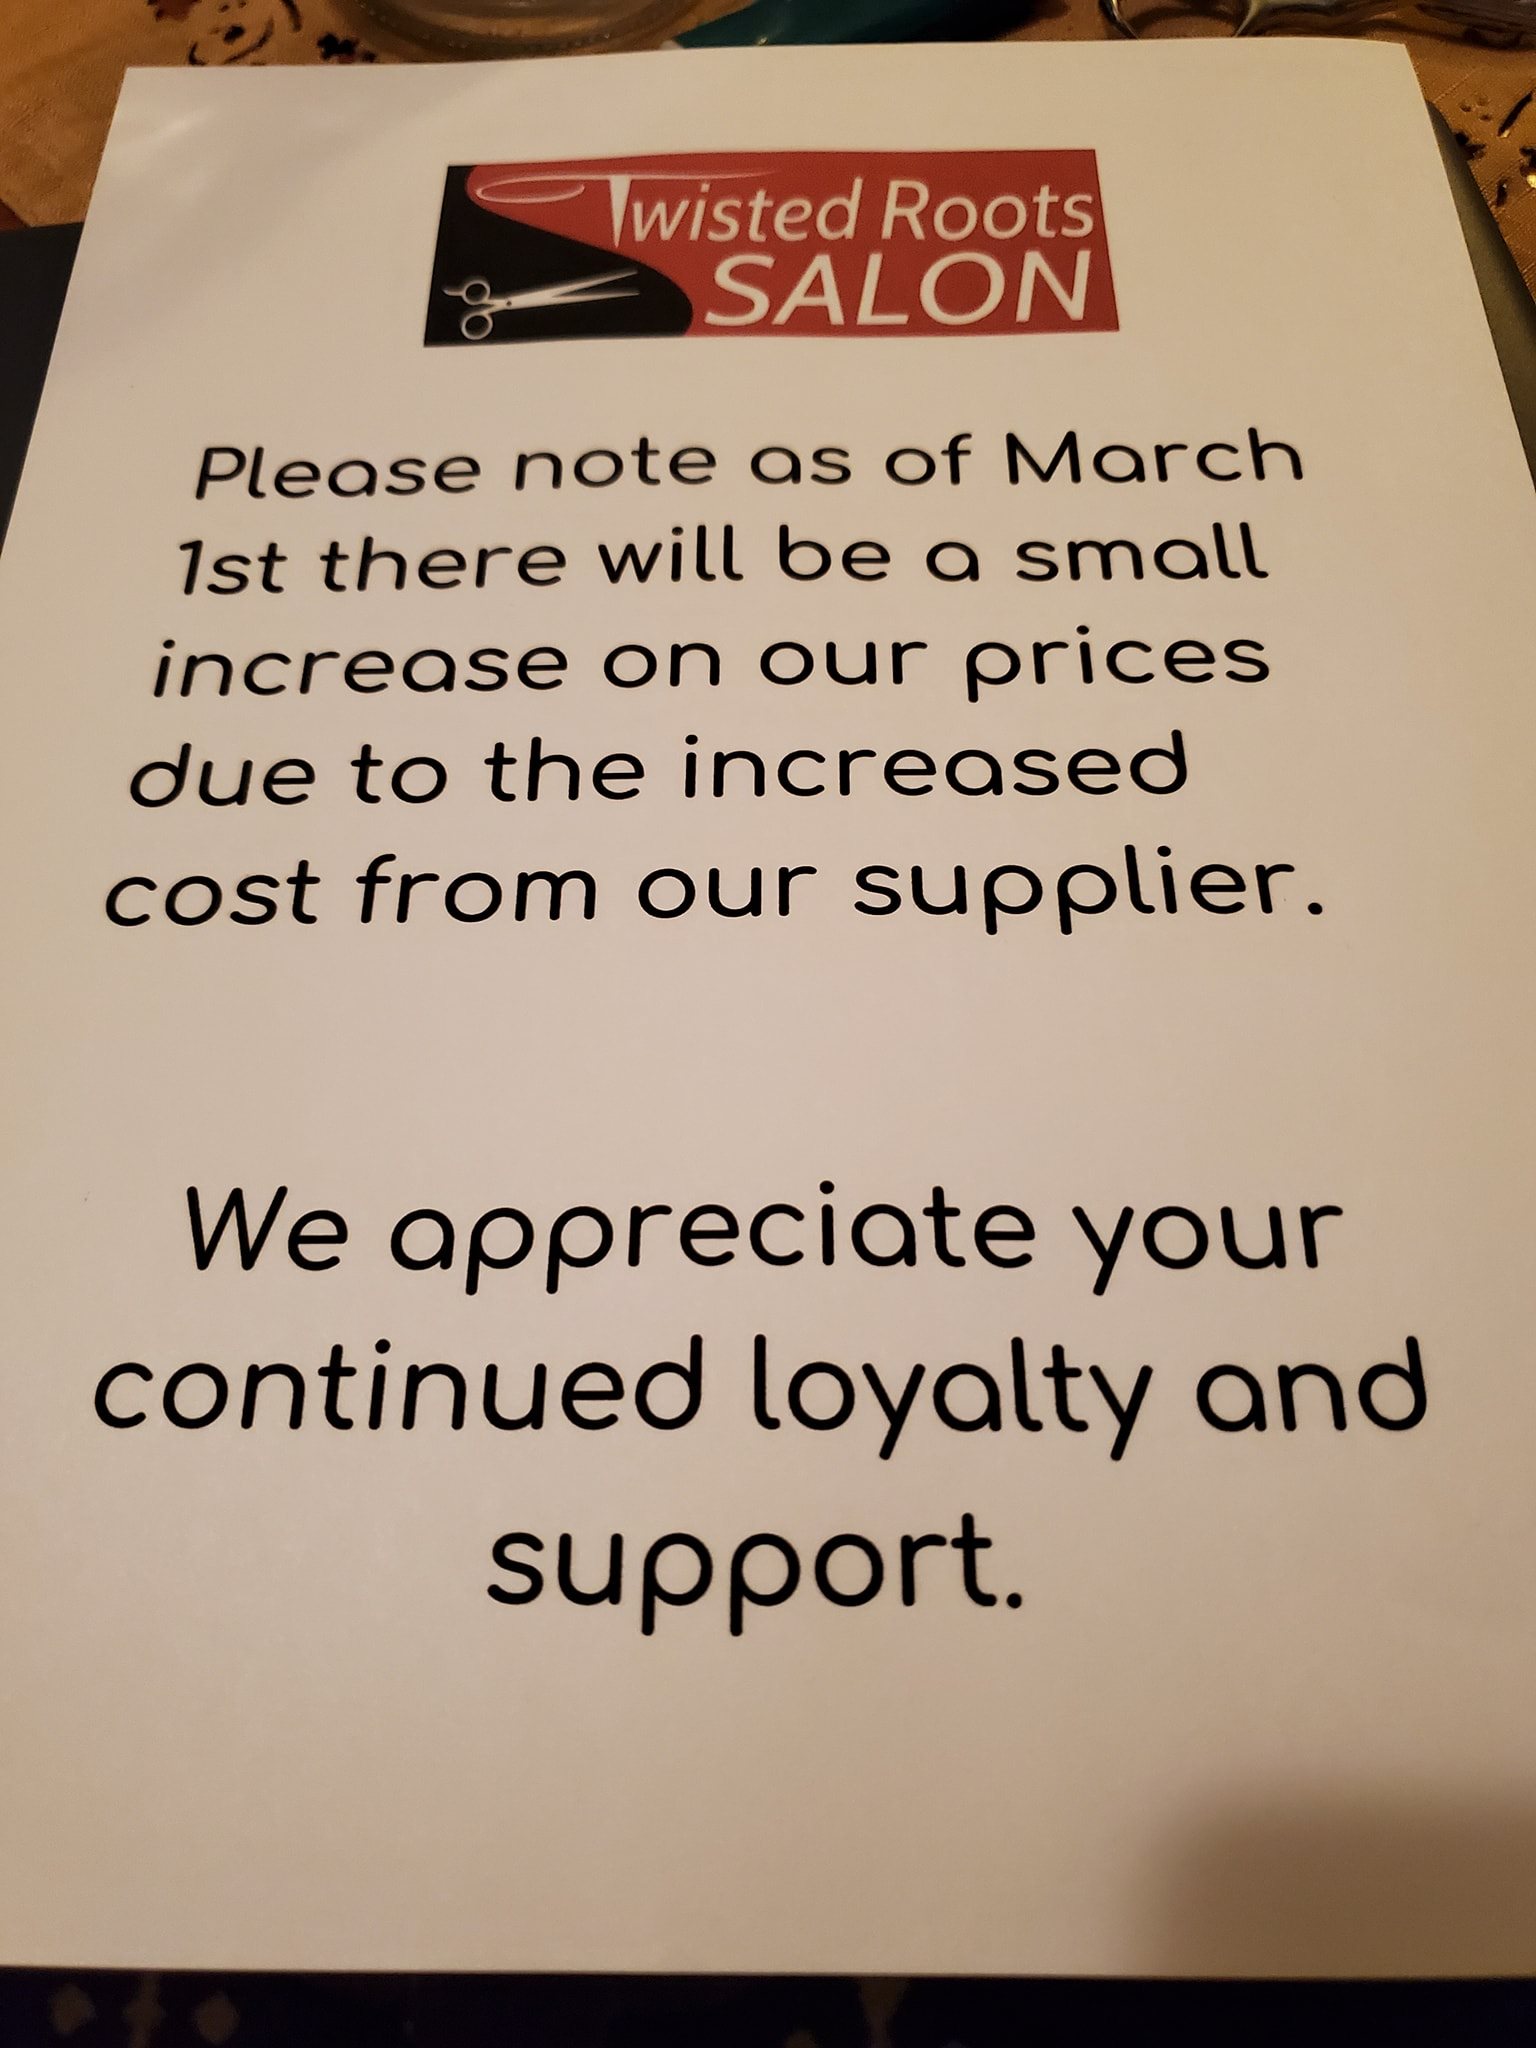 Twisted Roots
SALON
Please note as of March
1st there will be a small
increase on our prices
due to the increased
cost from our supplier.
We appreciate your
continued loyalty and
support.